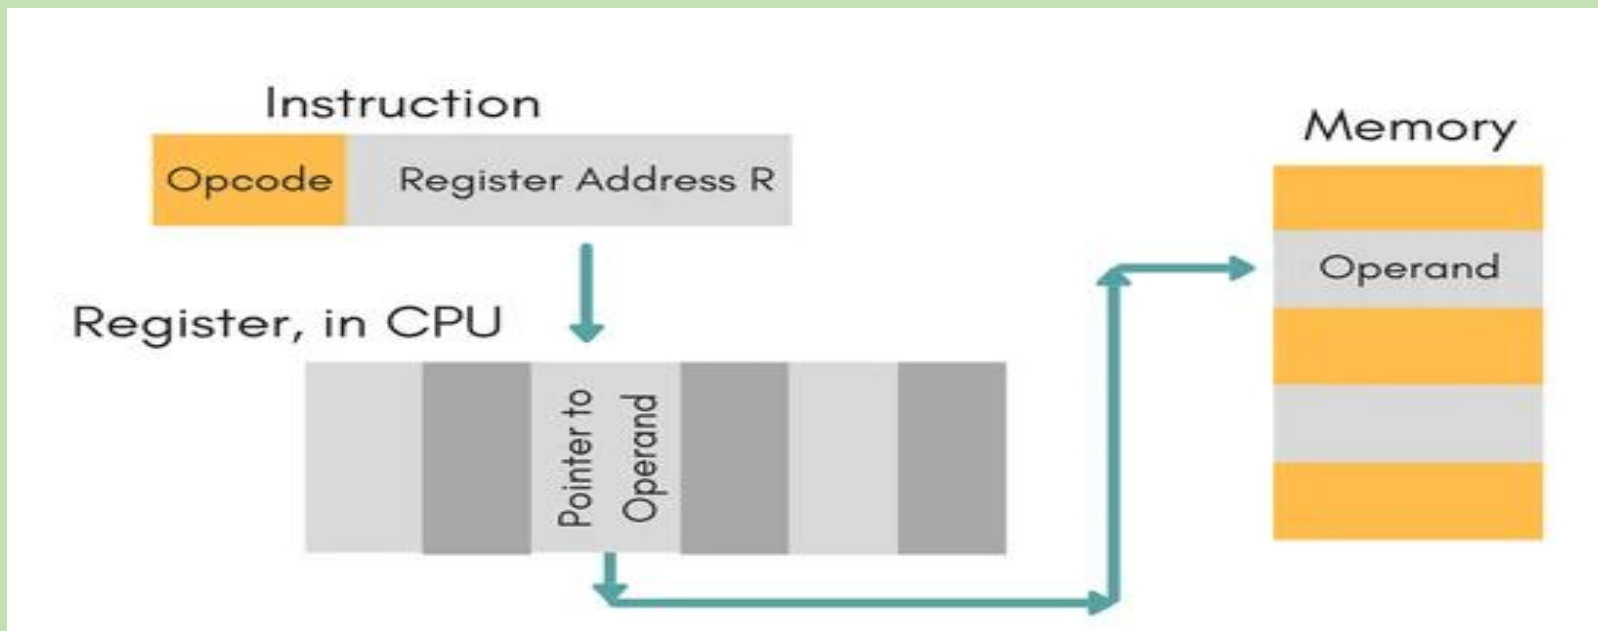 Instruction
Opcode Register Address R
Register, in CPU
Pointer to
Operand
Memory
Operand